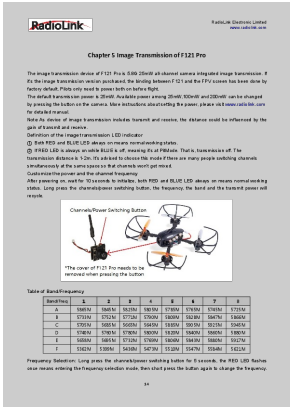 RadioLink
RadioLink Electronic Limited
www.radiolink.com
Chapter 5 Image Transmission of F121 Pro
The image transmission device of F121 Pro is 5.8G 25mW all-channel camera integrated image transmission. If
it's the image transmission version purchased, the binding between F121 and the FPV screen has been done by
factory default. Pilots only need to power both on before flight.
The default transmission power is 25mW. Available power among 25mW,100mW and 200mW can be changed
by pressing the button on the camera. More instructions about setting the power, please visit www.radiolink.com
for detailed manual.
Note: As device of image transmission includes transmit and receive, the distance could be influenced by the
gain of transmit and receive.
Definition of the image transmission LED indicator
① Both RED and BLUE LED always on means normal working status.
② If RED LED is always on while BLUE is off, meaning it's at PitMode. That is, transmission off. The
transmission distance is 1-2m. It's advised to choose this mode if there are many people switching channels
simultaneously at the same space so that channels won't get mixed.
Customize the power and the channel frequency
After powering on, wait for 10 seconds to initialize, both RED and BLUE LED always on means normal working
status. Long press the channels/power switching button, the frequency, the band and the transmit power will
recycle.
Channels/Power Switching Button
*The cover of F121 Pro needs to be
removed when pressing the button
Table of Band/Frequency
Band/Freq 1 2 3 4 5 6 7 8
A 5865M 5845M 5825M 5805M 5785M 5765M 5745M 5725M
B 5733M 5752M 5771M 5790M 5809M 5828M 5847M 5866M
C 5705M 5685M 5665M 5645M 5885M 5905M 5925M 5945M
D 5740M 5760M 5780M 5800M 5820M 5840M 5860M 5880M
E 5658M 5695M 5732M 5769M 5806M 5843M 5880M 5917M
F 5362M 5399M 5436M 5473M 5510M 5547M 5584M 5621M
Frequency Selection: Long press the channels/power switching button for 5 seconds, the RED LED flashes
once means entering the frequency selection mode, then short press the button again to change the frequency.